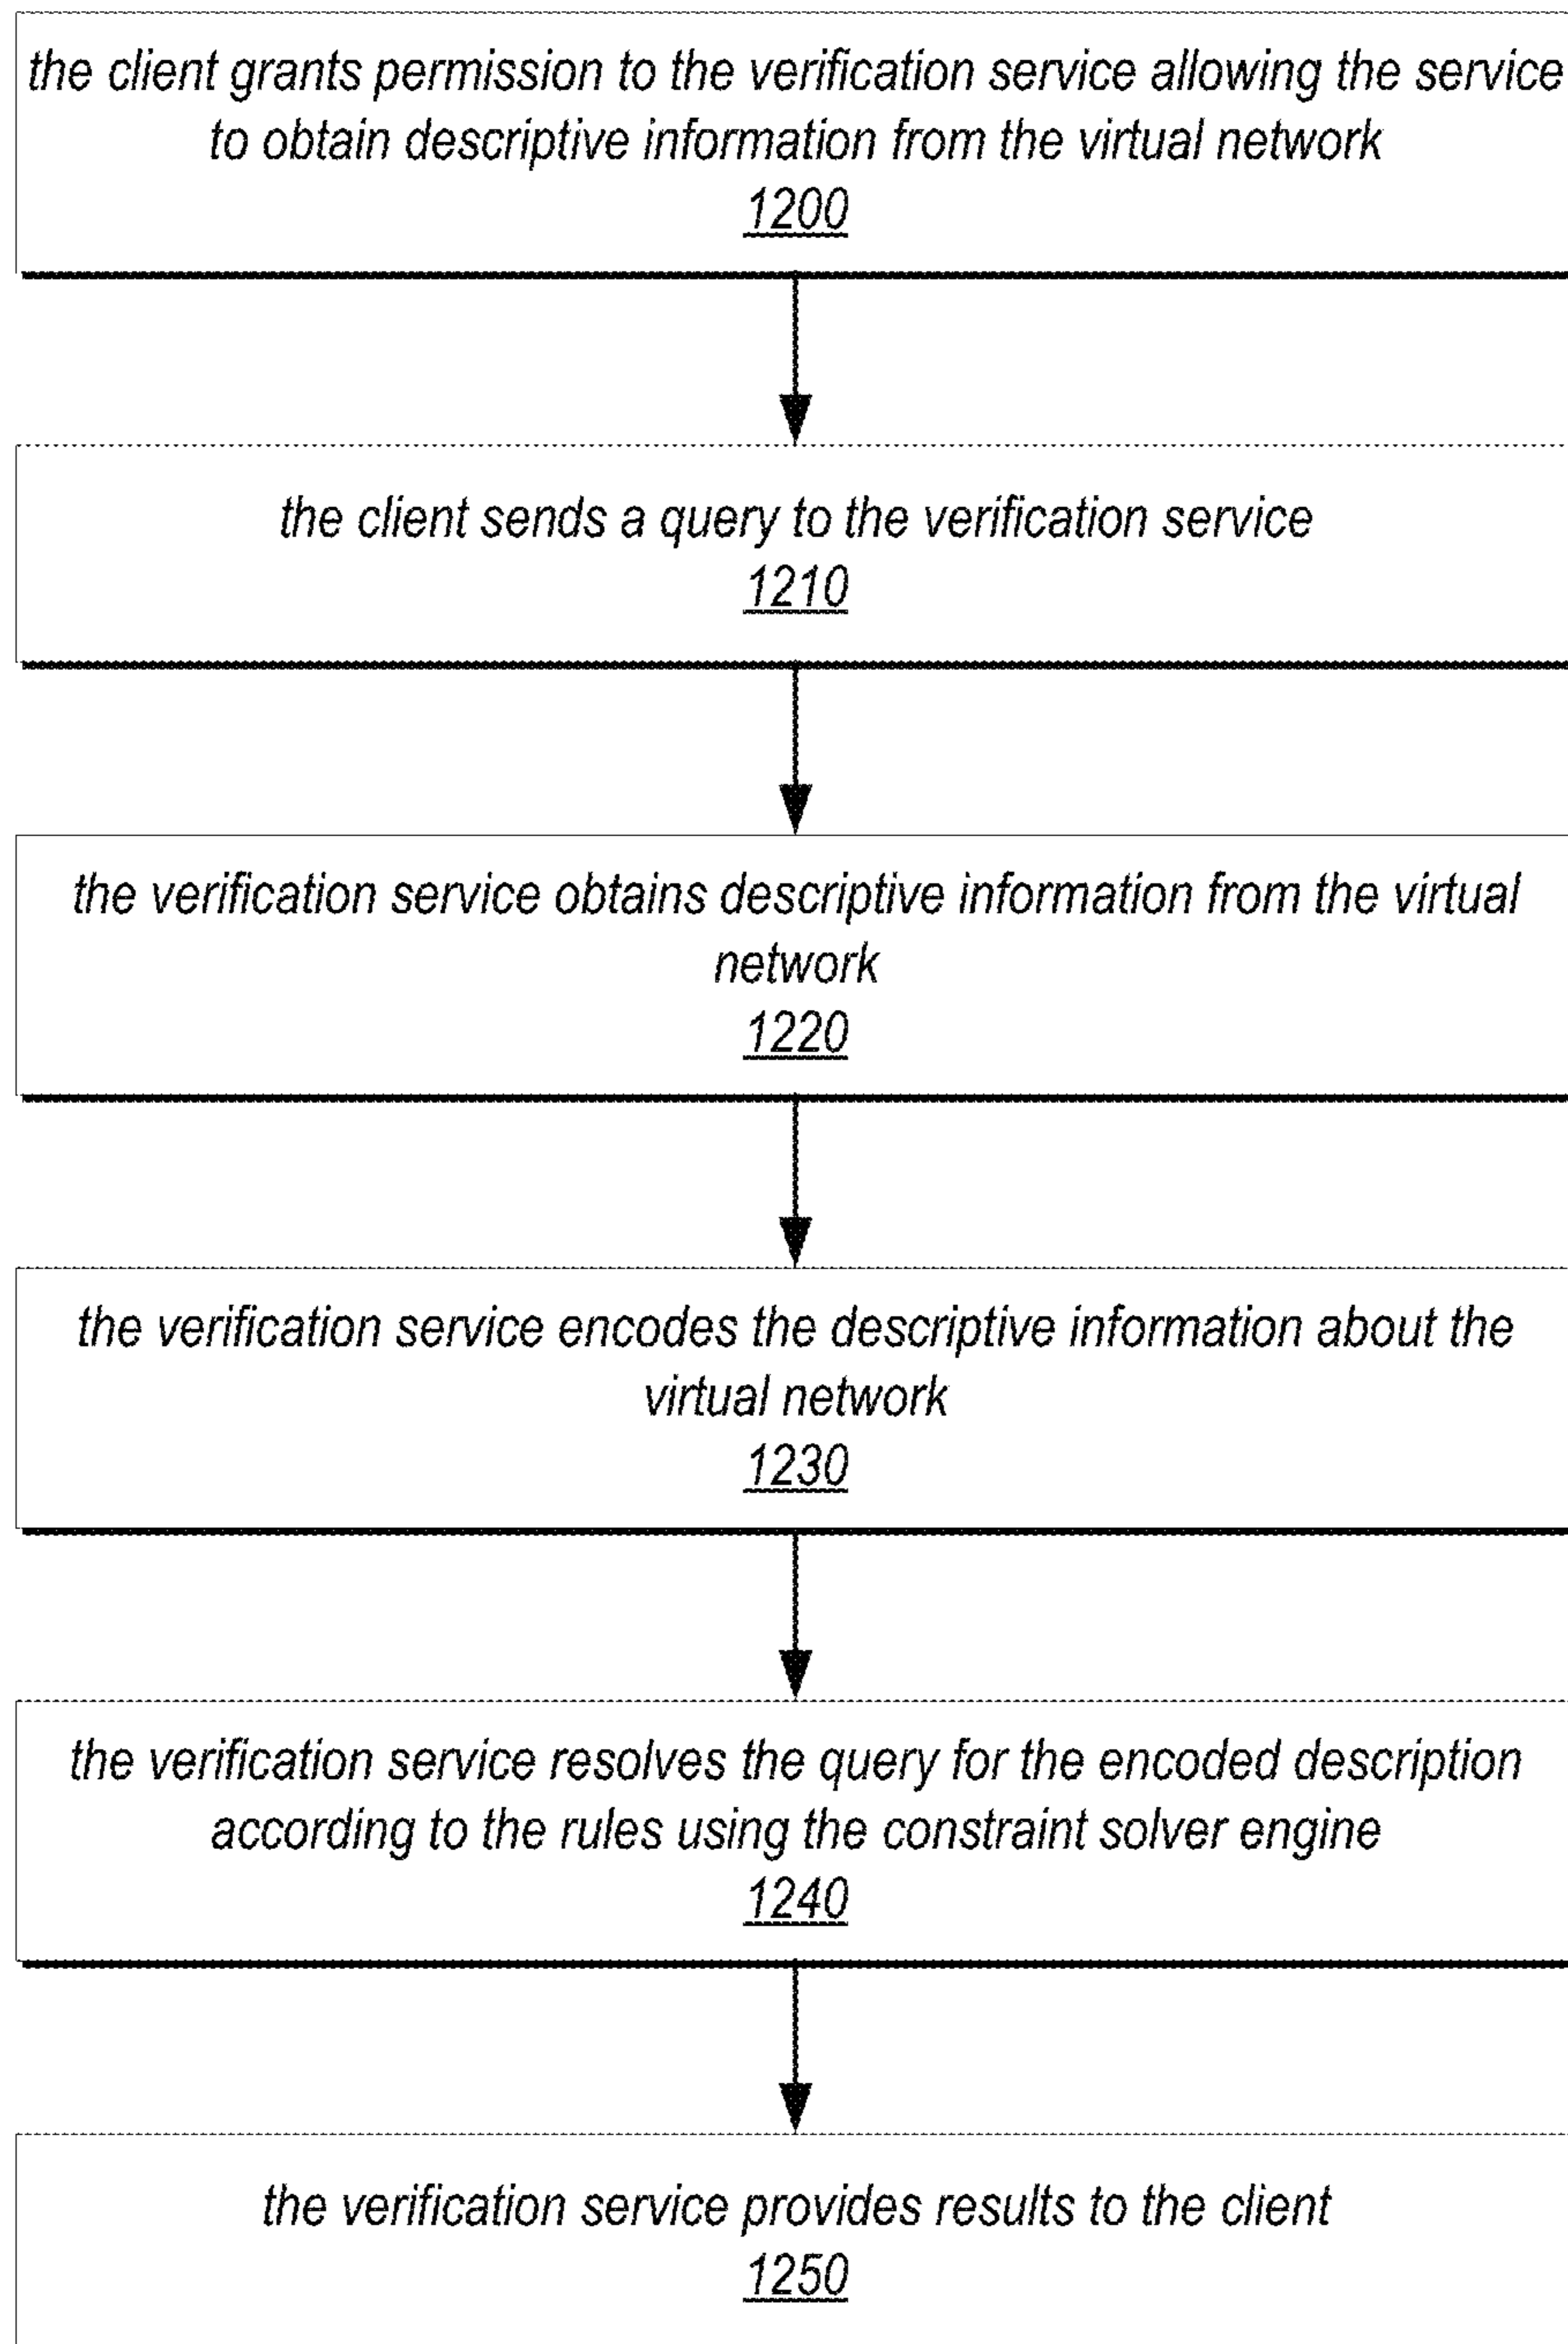 the client grants permission to the verification service allowing the service
to obtain descriptive information from the virtual network
1200
the client sends a query to the verification service
1210
the verification service obtains descriptive information from the virtual
network
1220
the verification service encodes the descriptive information about the
virtual network
1230
the verification service resolves the query for the encoded description
according to the rules using the constraint solver engine
1240
the verification service provides results to the client
1250